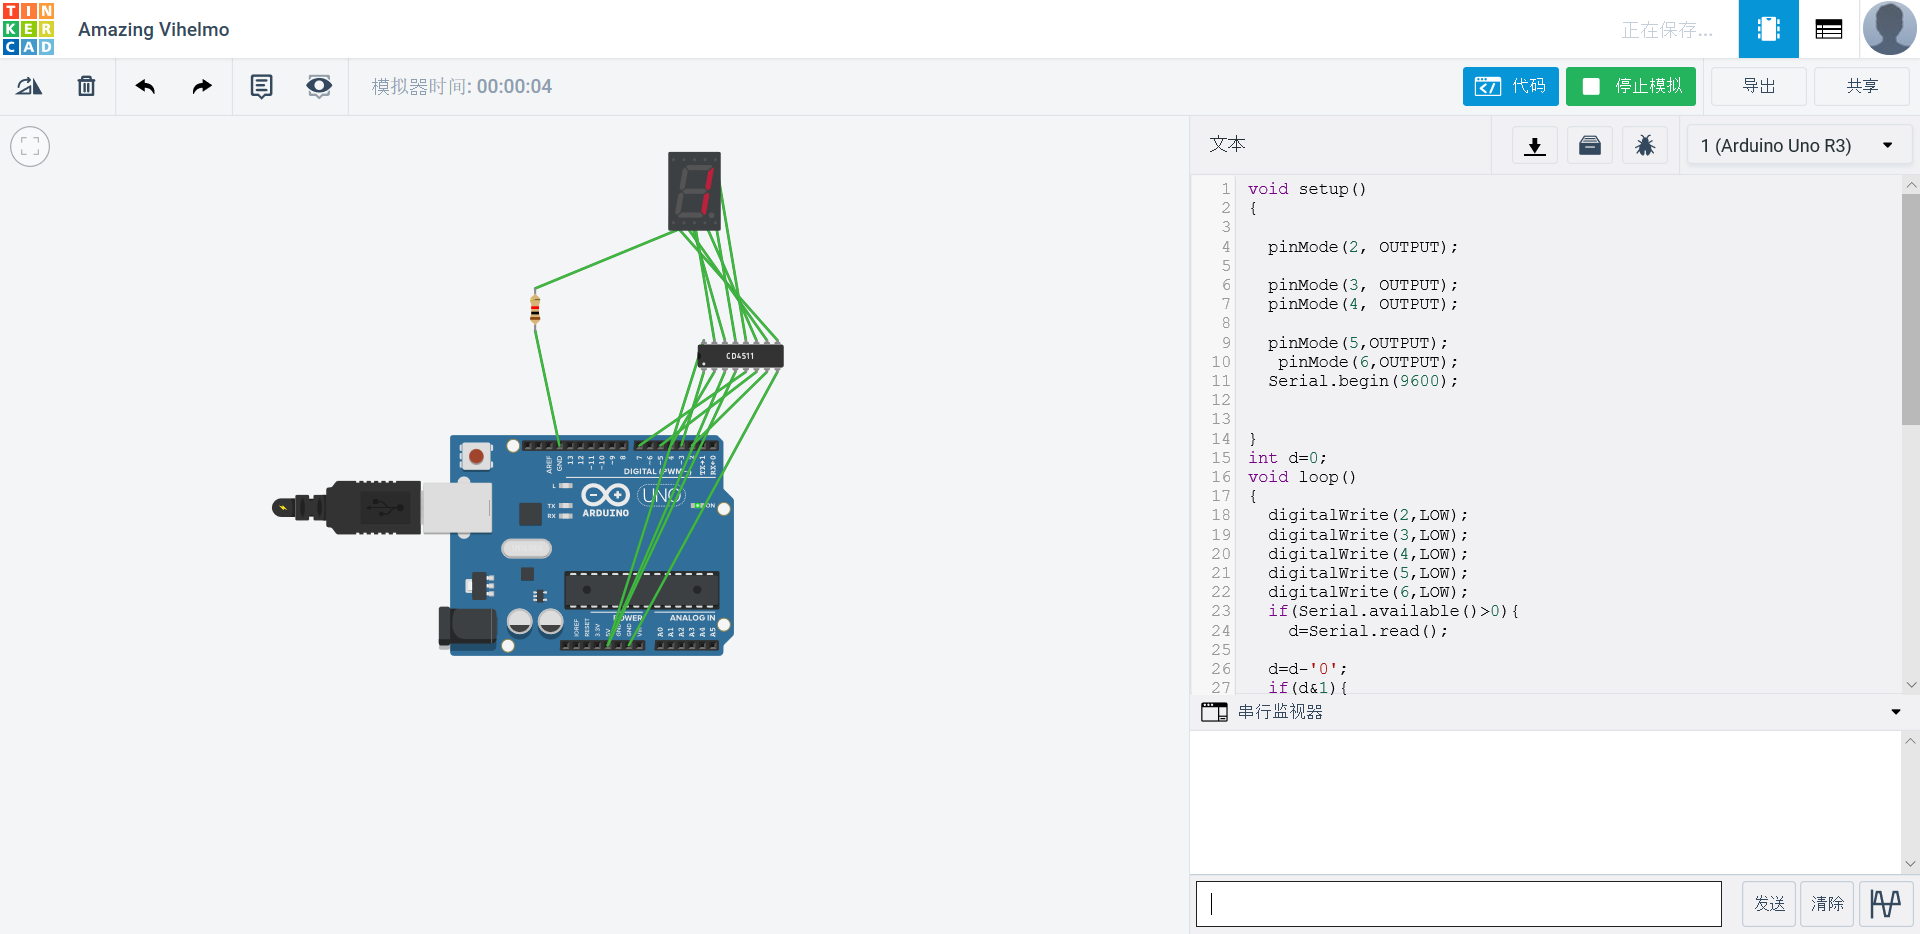 TINKERCAD
Amazing Vihelmo
正在保存...
模拟器时间: 00:00:04
代码
停止模拟
导出
共享
文本
1 (Arduino Uno R3)
1 void setup()
2 {
3
4 pinMode(2, OUTPUT);
5
6 pinMode(3, OUTPUT);
7 pinMode(4, OUTPUT);
8
9 pinMode(5,OUTPUT);
10 pinMode(6,OUTPUT);
11 Serial.begin(9600);
12
13
14 }
15 int d=0;
16 void loop()
17 {
18 digitalWrite(2,LOW);
19 digitalWrite(3,LOW);
20 digitalWrite(4,LOW);
21 digitalWrite(5,LOW);
22 digitalWrite(6,LOW);
23 if(Serial.available()>0){
24 d=Serial.read();
25
26 d=d-'0';
27 if(d&1){
串行监视器
发送
清除
CD4511
AREF GND 13 12 ~11 ~10 ~9 8 7 ~6 ~5 4 ~3 2 TX→1 RX←0
DIGITAL (PWM~)
L
TX
RX
UNO
ON
ARDUINO
POWER
ANALOG IN
IOREF RESET 3.3V 5V GND GND Vin A0 A1 A2 A3 A4 A5